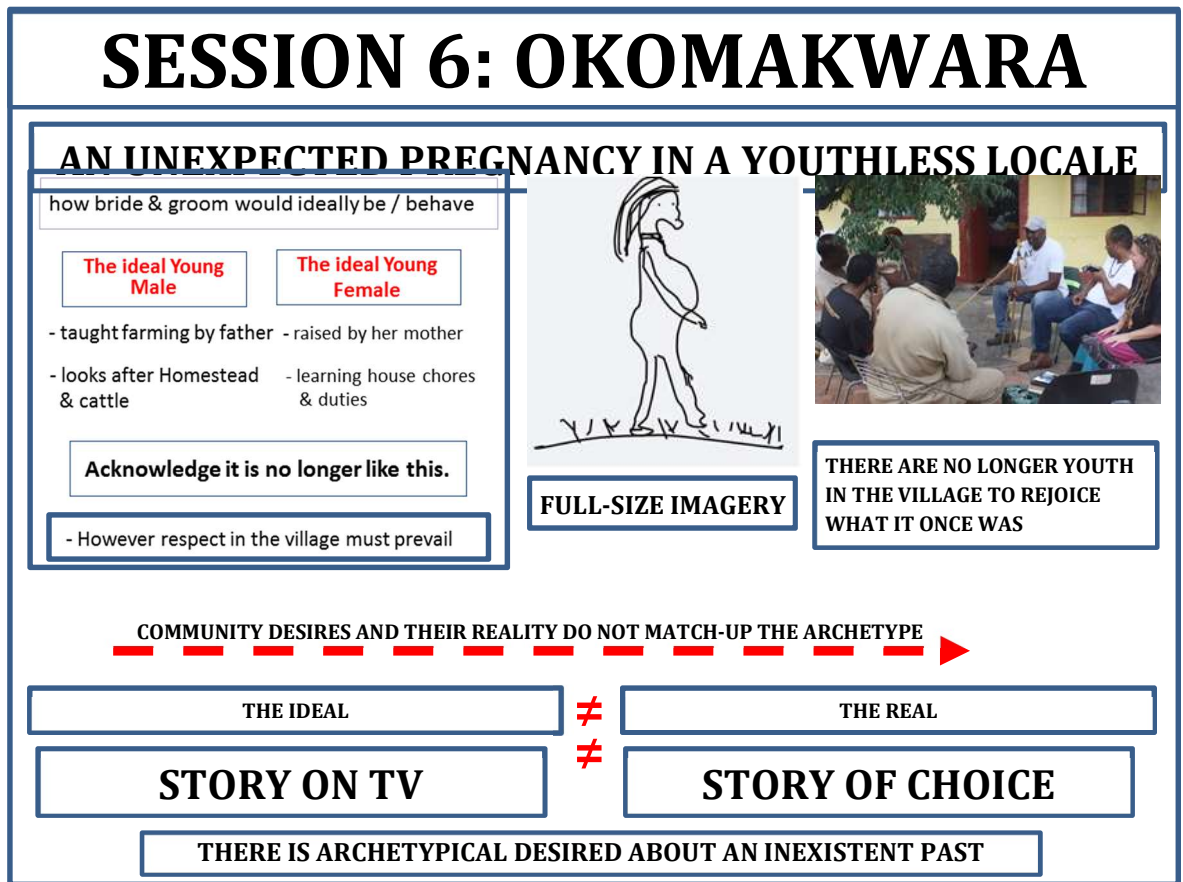 SESSION 6: OKOMAKWARA
AN UNEXPECTED PREGNANCY IN A YOUTHLESS LOCALE
how bride & groom would ideally be / behave
The ideal Young
Male
- taught farming by father
- looks after Homestead
& cattle
The ideal Young
Female
- raised by her mother
- learning house chores
& duties
Acknowledge it is no longer like this.
- However respect in the village must prevail
FULL-SIZE IMAGERY
THERE ARE NO LONGER YOUTH
IN THE VILLAGE TO REJOICE
WHAT IT ONCE WAS
COMMUNITY DESIRES AND THEIR REALITY DO NOT MATCH-UP THE ARCHETYPE
THE IDEAL
≠
THE REAL
STORY ON TV
≠
STORY OF CHOICE
THERE IS ARCHETYPICAL DESIRED ABOUT AN INEXISTENT PAST